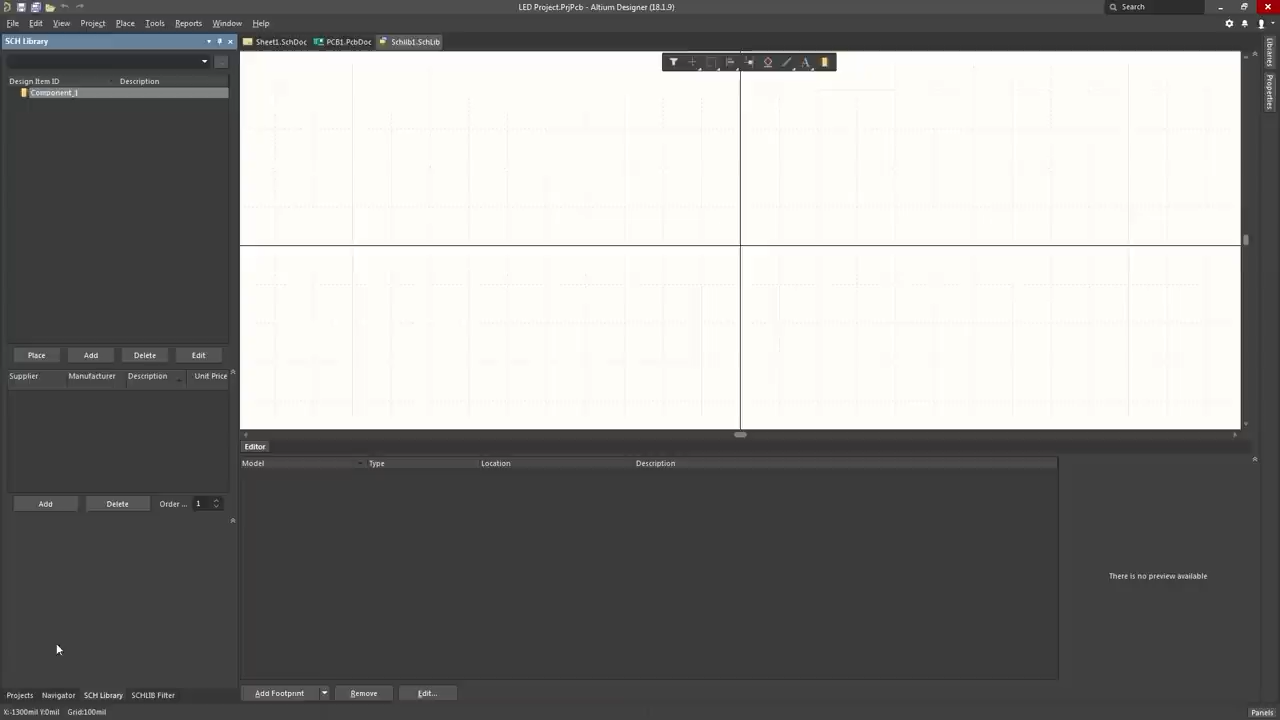 LED Project.PrjPcb - Altium Designer (18.1.9)
Search
File Edit View Project Place Tools Reports Window Help
SCH Library
Sheet1.SchDoc PCB1.PcbDoc Schlib1.SchLib
Libraries
Properties
Design Item ID Description
Component_1
Place Add Delete Edit
Supplier Manufacturer Description Unit Price
Add Delete Order ... 1
Editor
Model Type Location Description
There is no preview available
Add Footprint Remove Edit...
Projects Navigator SCH Library SCHLIB Filter
X:-1300mil Y:0mil Grid:100mil
Panels